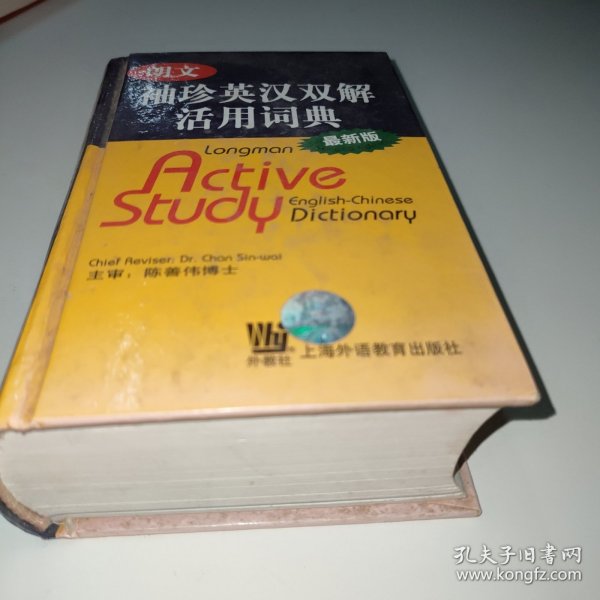 朗文
袖珍英汉双解
活用词典
最新版
Longman
Active
Study
English-Chinese
Dictionary
Chief Reviser: Dr. Chan Sin-wai
主审：陈善伟博士
外教社
上海外语教育出版社
孔夫子旧书网
www.kongfz.com